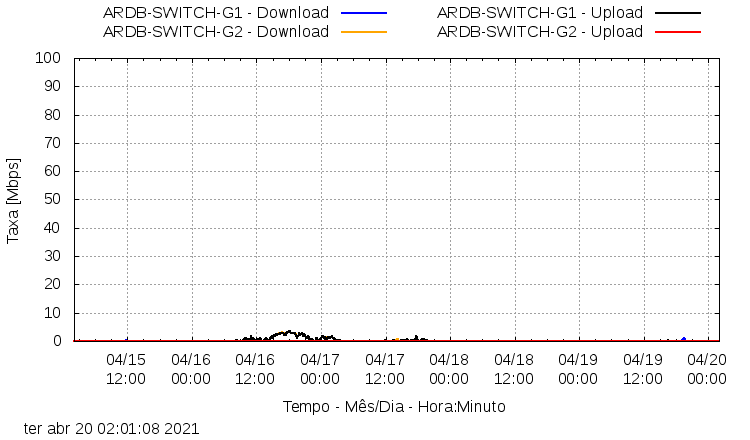 ARDB-SWITCH-G1 - Download
ARDB-SWITCH-G1 - Upload
ARDB-SWITCH-G2 - Download
ARDB-SWITCH-G2 - Upload
100
90
80
70
60
50
40
30
20
10
0
Taxa [Mbps]
04/15 04/16 04/16 04/17 04/17 04/18 04/18 04/19 04/19 04/20
12:00 00:00 12:00 00:00 12:00 00:00 12:00 00:00 12:00 00:00
Tempo - Mês/Dia - Hora:Minuto
ter abr 20 02:01:08 2021